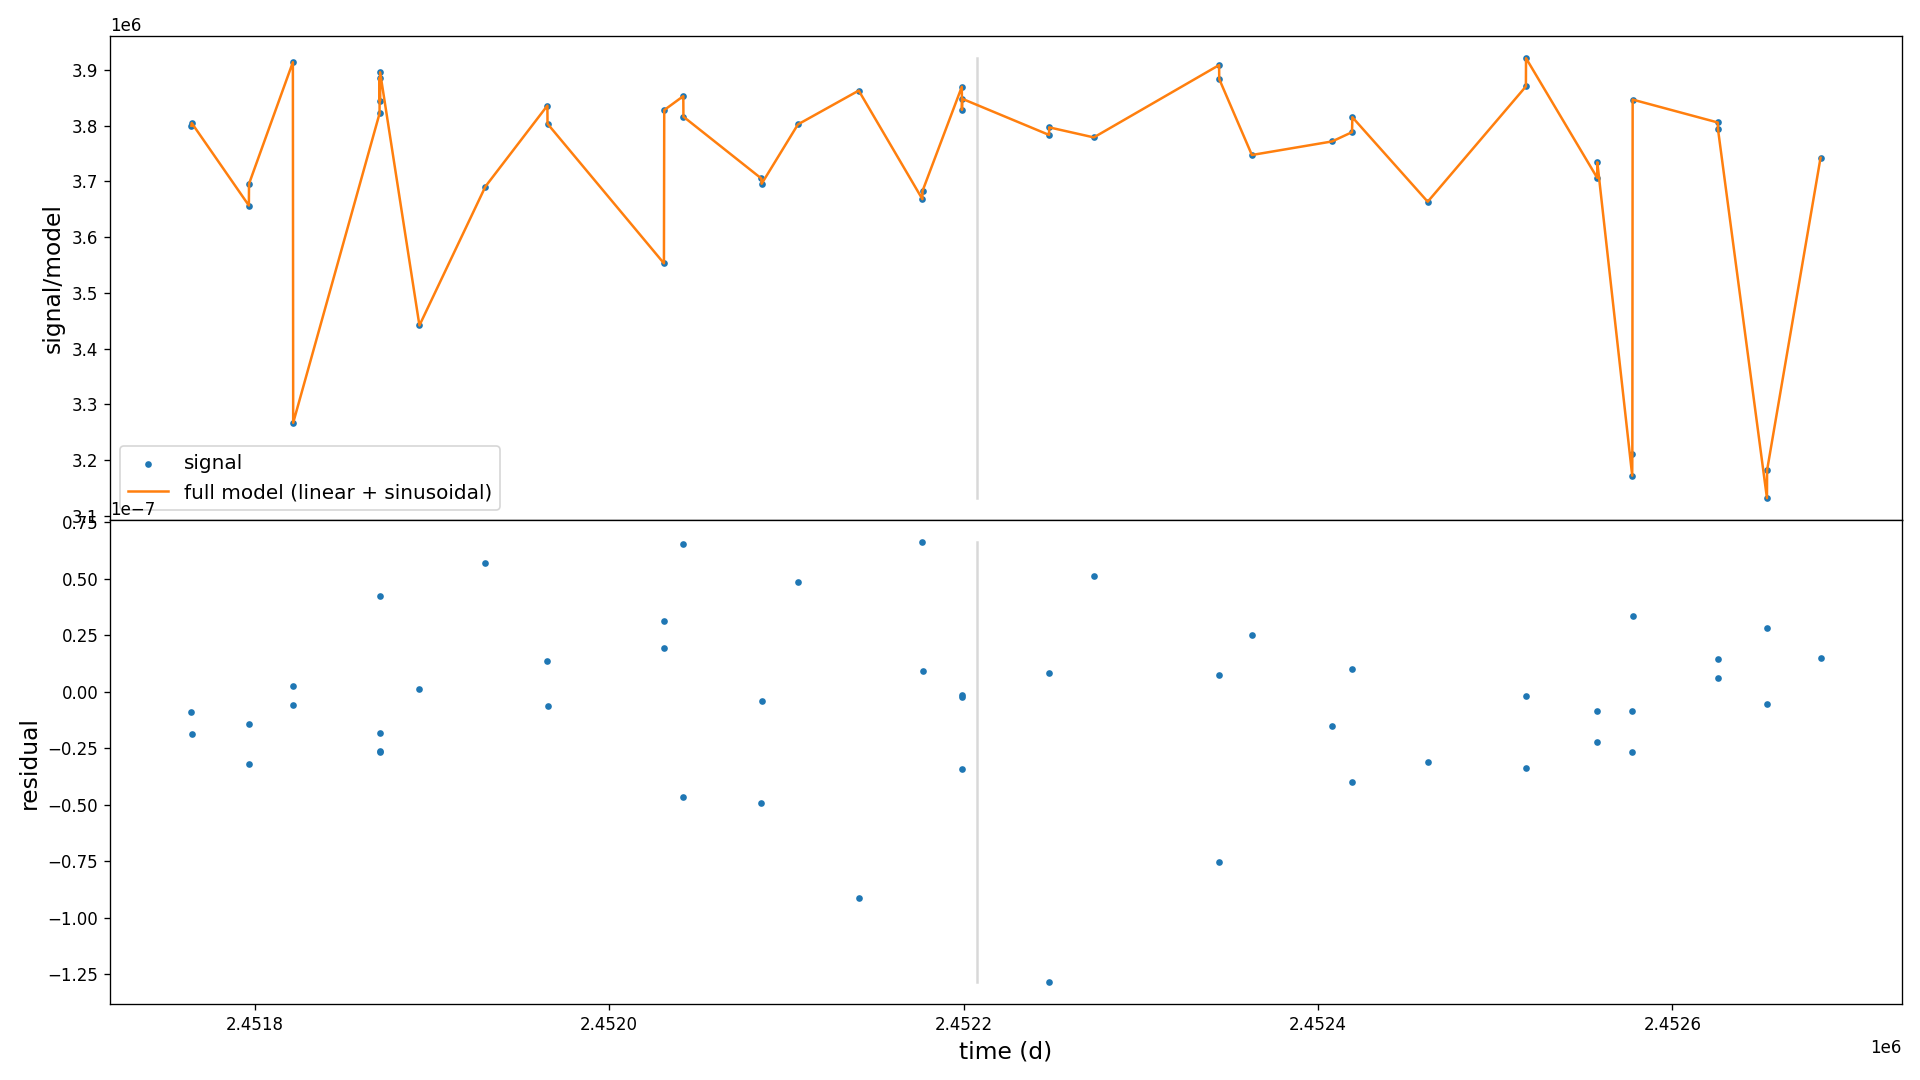 1e6
3.9
3.8
3.7
3.6
3.5
3.4
3.3
3.2
3.1
signal/model
signal
full model (linear + sinusoidal)
1e−7
0.75
0.50
0.25
0.00
−0.25
−0.50
−0.75
−1.00
−1.25
residual
2.4518
2.4520
2.4522
2.4524
2.4526
1e6
time (d)